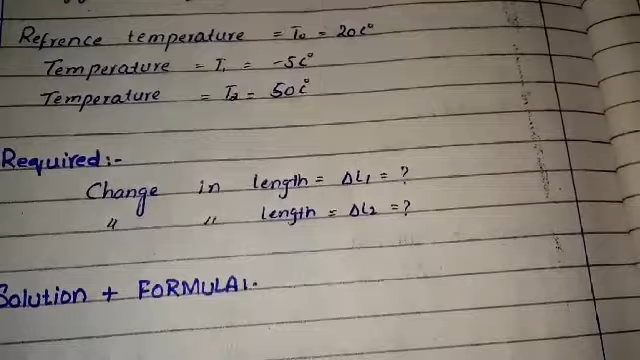 Refrence temperature = T₀ = 20c°
Temperature = T₁ = -5c°
Temperature = T₂ = 50c°
Required:-
Change in length = ΔL₁ = ?
" " length = ΔL₂ = ?
Solution + FORMULA:-